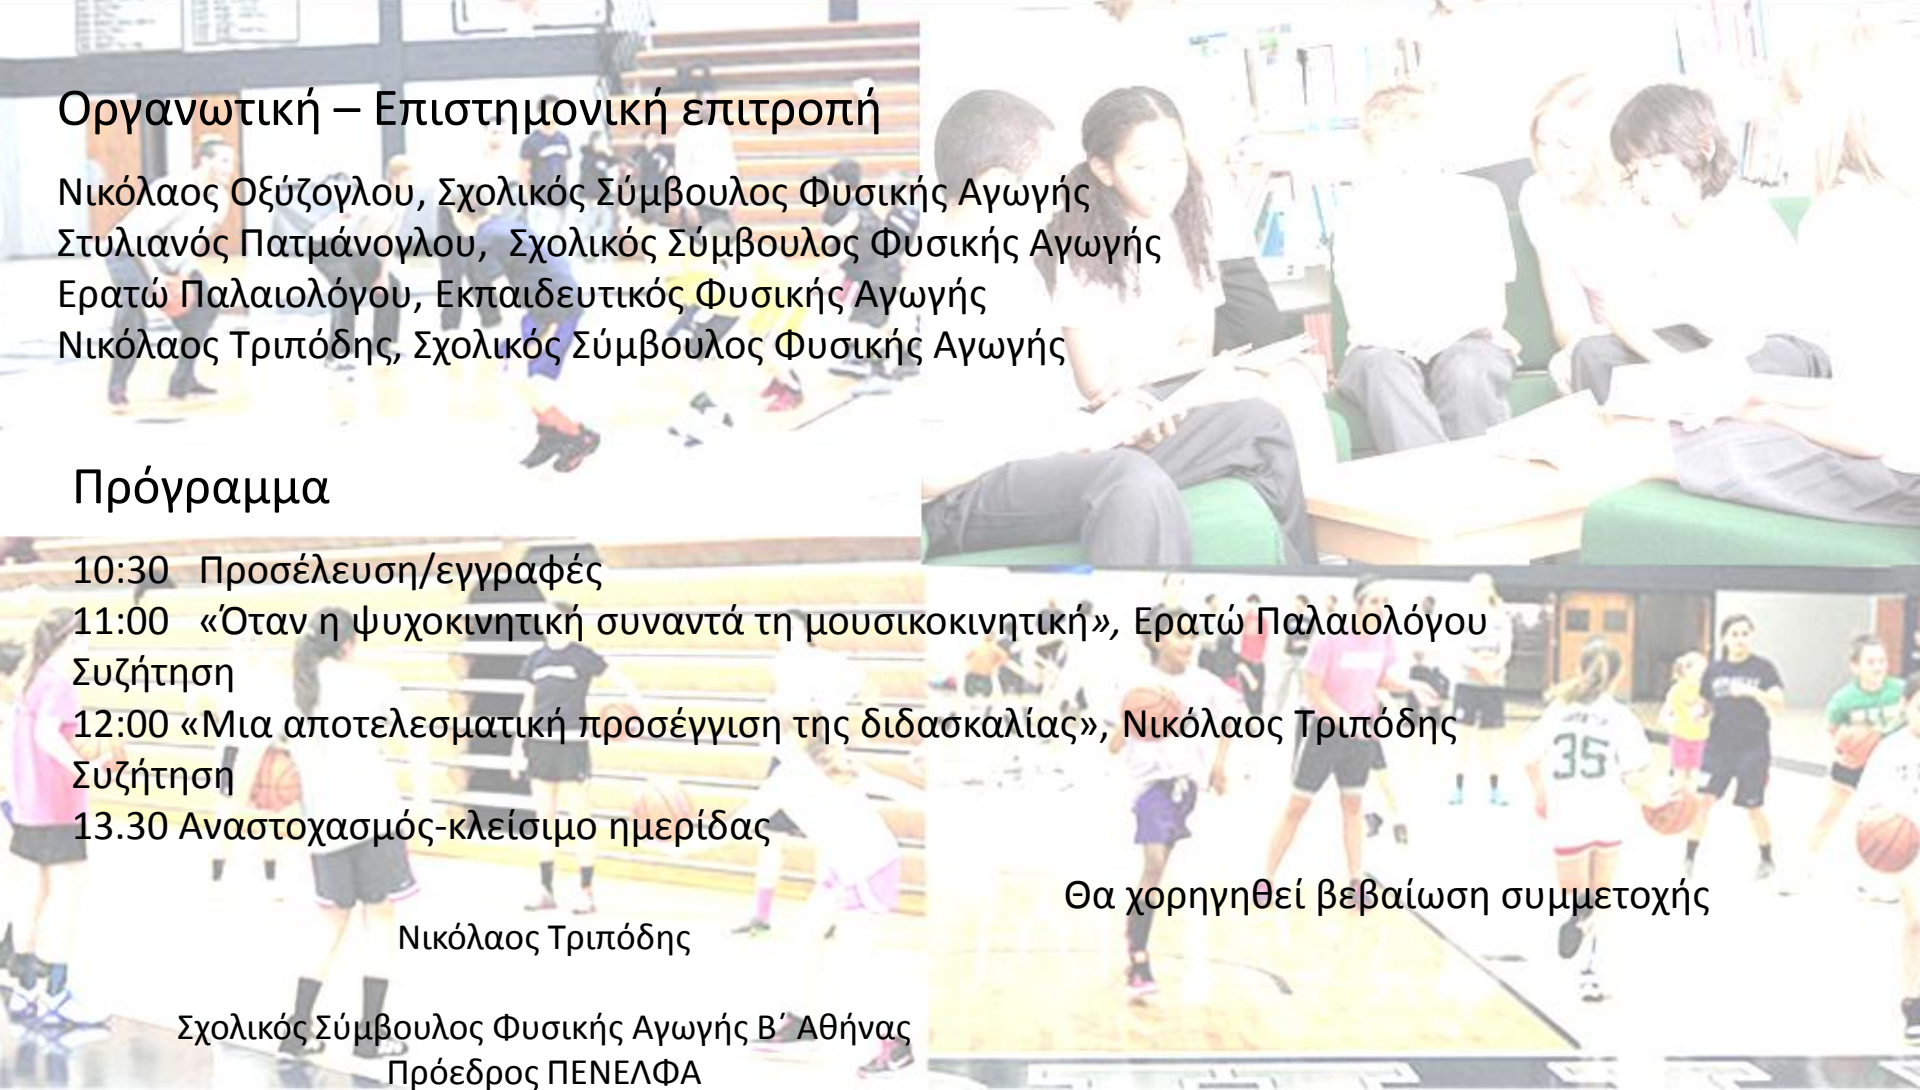 Οργανωτική – Επιστημονική επιτροπή
Νικόλαος Οξύζογλου, Σχολικός Σύμβουλος Φυσικής Αγωγής
Στυλιανός Πατμάνογλου, Σχολικός Σύμβουλος Φυσικής Αγωγής
Ερατώ Παλαιολόγου, Εκπαιδευτικός Φυσικής Αγωγής
Νικόλαος Τριπόδης, Σχολικός Σύμβουλος Φυσικής Αγωγής
Πρόγραμμα
10:30 Προσέλευση/εγγραφές
11:00 «Όταν η ψυχοκινητική συναντά τη μουσικοκινητική», Ερατώ Παλαιολόγου
Συζήτηση
12:00 «Μια αποτελεσματική προσέγγιση της διδασκαλίας», Νικόλαος Τριπόδης
Συζήτηση
13.30 Αναστοχασμός-κλείσιμο ημερίδας
Θα χορηγηθεί βεβαίωση συμμετοχής
Νικόλαος Τριπόδης
Σχολικός Σύμβουλος Φυσικής Αγωγής Β΄ Αθήνας
Πρόεδρος ΠΕΝΕΛΦΑ
35